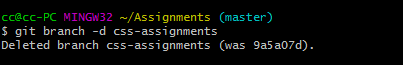 cc@cc-PC MINGW32 ~/Assignments (master)
$ git branch -d css-assignments
Deleted branch css-assignments (was 9a5a07d).